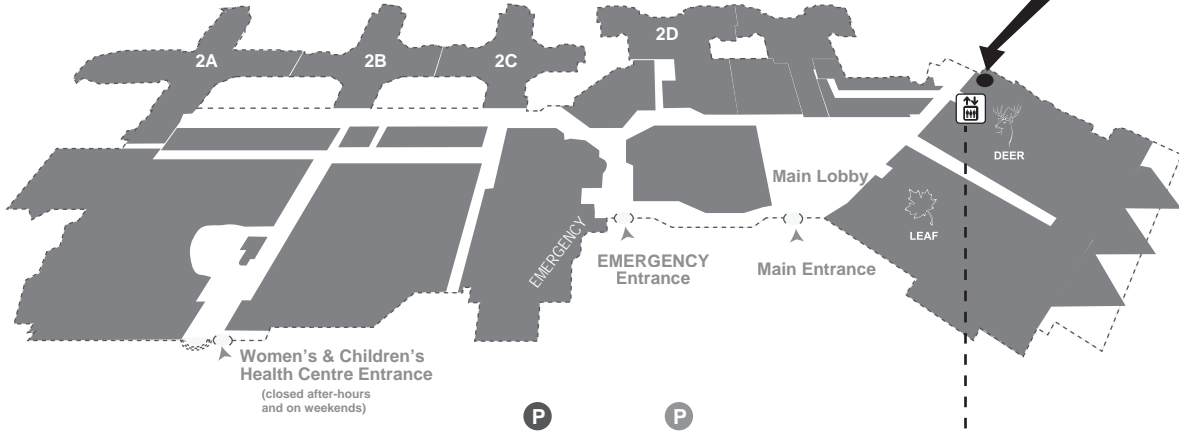 2A
2B
2C
2D
DEER
Main Lobby
LEAF
EMERGENCY
EMERGENCY
Entrance
Main Entrance
Women's & Children's
Health Centre Entrance
(closed after-hours
and on weekends)
P
P